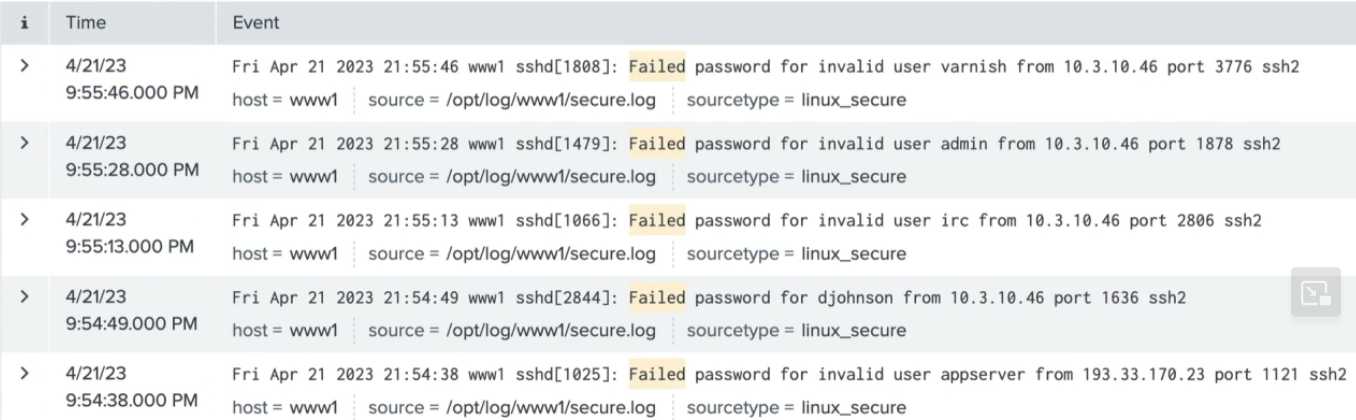 i Time Event
4/21/23
9:55:46.000 PM
Fri Apr 21 2023 21:55:46 www1 sshd[1808]: Failed password for invalid user varnish from 10.3.10.46 port 3776 ssh2
host = www1 source = /opt/log/www1/secure.log sourcetype = linux_secure
4/21/23
9:55:28.000 PM
Fri Apr 21 2023 21:55:28 www1 sshd[1479]: Failed password for invalid user admin from 10.3.10.46 port 1878 ssh2
host = www1 source = /opt/log/www1/secure.log sourcetype = linux_secure
4/21/23
9:55:13.000 PM
Fri Apr 21 2023 21:55:13 www1 sshd[1066]: Failed password for invalid user irc from 10.3.10.46 port 2806 ssh2
host = www1 source = /opt/log/www1/secure.log sourcetype = linux_secure
4/21/23
9:54:49.000 PM
Fri Apr 21 2023 21:54:49 www1 sshd[2844]: Failed password for djohnson from 10.3.10.46 port 1636 ssh2
host = www1 source = /opt/log/www1/secure.log sourcetype = linux_secure
4/21/23
9:54:38.000 PM
Fri Apr 21 2023 21:54:38 www1 sshd[1025]: Failed password for invalid user appserver from 193.33.170.23 port 1121 ssh2
host = www1 source = /opt/log/www1/secure.log sourcetype = linux_secure